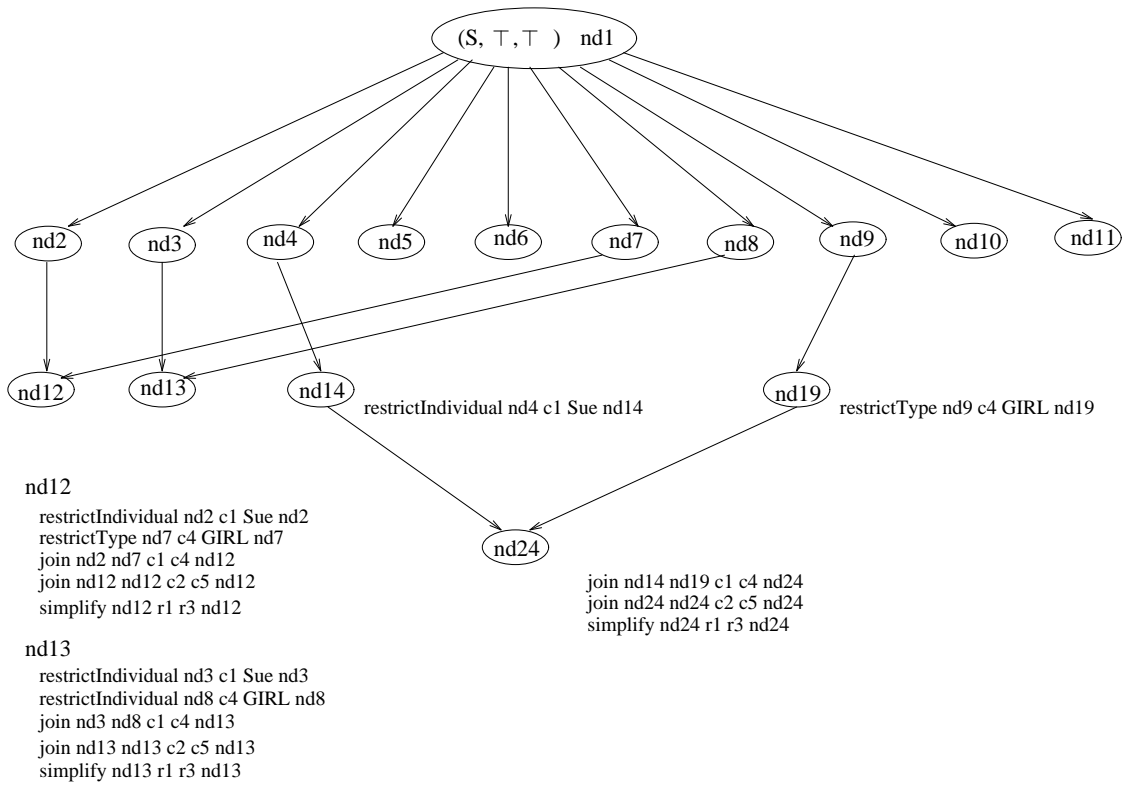 (S, ⊤,⊤ ) nd1
nd2 nd3 nd4 nd5 nd6 nd7 nd8 nd9 nd10 nd11
nd12 nd13 nd14 nd19
restrictIndividual nd4 c1 Sue nd14
restrictType nd9 c4 GIRL nd19
nd12
restrictIndividual nd2 c1 Sue nd2
restrictType nd7 c4 GIRL nd7
join nd2 nd7 c1 c4 nd12
join nd12 nd12 c2 c5 nd12
simplify nd12 r1 r3 nd12
nd24
join nd14 nd19 c1 c4 nd24
join nd24 nd24 c2 c5 nd24
simplify nd24 r1 r3 nd24
nd13
restrictIndividual nd3 c1 Sue nd3
restrictIndividual nd8 c4 GIRL nd8
join nd3 nd8 c1 c4 nd13
join nd13 nd13 c2 c5 nd13
simplify nd13 r1 r3 nd13